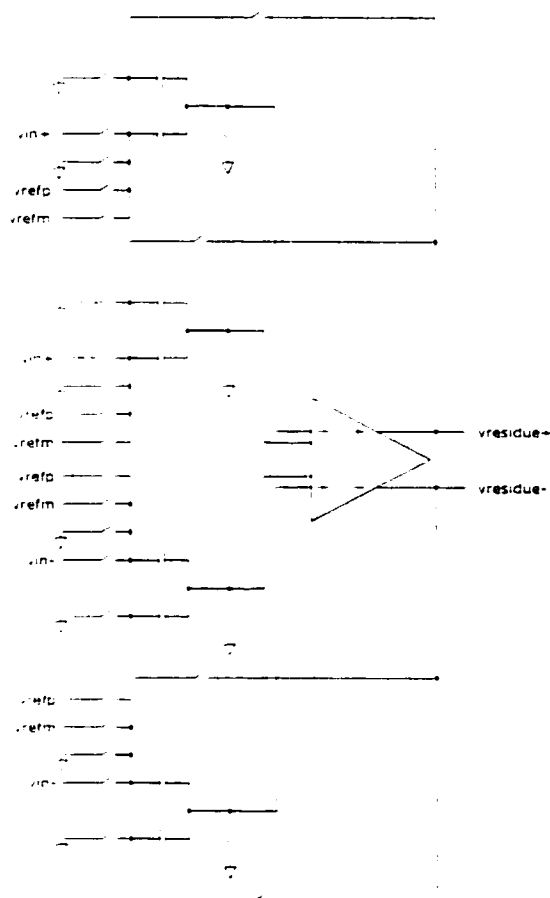 vin+
vrefp
vrefm
vin+
vrefp
vrefm
vresidue+
vrefp
vresidue-
vrefm
vin-
vrefp
vrefm
vin-